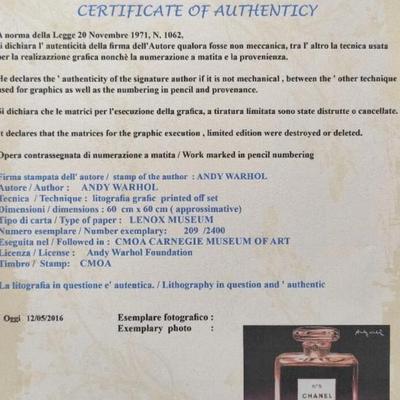 CERTIFICATE OF AUTHENTICITY
A norma della Legge 20 Novembre 1971, N. 1062,
Si dichiara l' autenticità della firma dell'Autore qualora fosse non meccanica, tra l' altro la tecnica usata
per la realizazzione grafica nonchè la numerazione a matita e la provenienza.
He declares the ' authenticity of the signature author if it is not mechanical , between the ' other technique
used for graphics as well as the numbering in pencil and provenance.
Si dichiara che le matrici per l'esecuzione della grafica, a tiratura limitata sono state distrutte o cancellate.
It declares that the matrices for the graphic execution , limited edition were destroyed or deleted.
Opera contrassegnata di numerazione a matita / Work marked in pencil numbering
Firma stampata dell' autore / stamp of the author : ANDY WARHOL
Autore / Author : ANDY WARHOL
Tecnica / Technique : litografia grafic printed off set
Dimensioni / dimensions : 60 cm x 60 cm ( approssimative)
Tipo di carta / Type of paper : LENOX MUSEUM
Numero esemplare / Number exemplary: 209 /2400
Eseguita nel / Followed in : CMOA CARNEGIE MUSEUM OF ART
Licenza / License : Andy Warhol Foundation
Timbro / Stamp: CMOA
La litografia in questione e' autentica. / Lithography in question and ' authentic
Oggi 12/05/2016
Esemplare fotografico :
Exemplary photo :
N°5
CHANEL